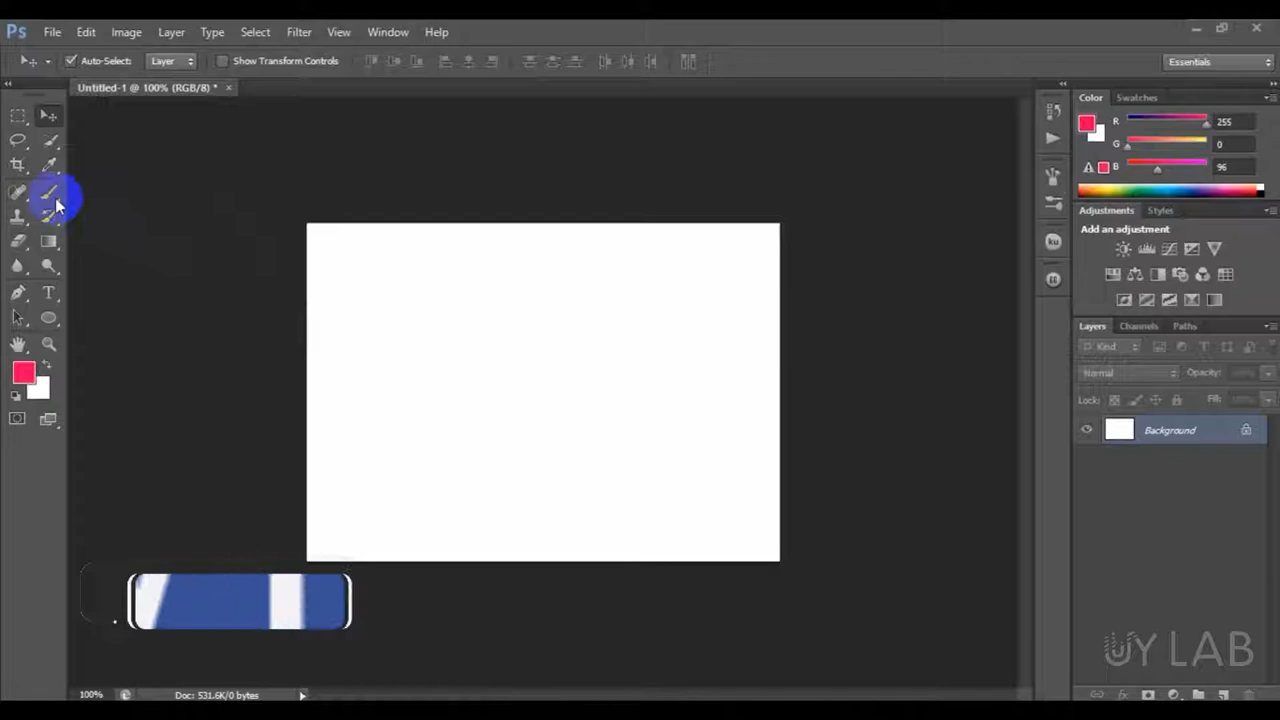 Ps File Edit Image Layer Type Select Filter View Window Help
Auto-Select: Layer Show Transform Controls Essentials
Untitled-1 @ 100% (RGB/8) * ×
Color Swatches
R 255
G 0
B 96
Adjustments Styles
Add an adjustment
Layers Channels Paths
Kind
Normal Opacity:
Lock: Fill:
Background
UY LAB
100% Doc: 531.6K/0 bytes